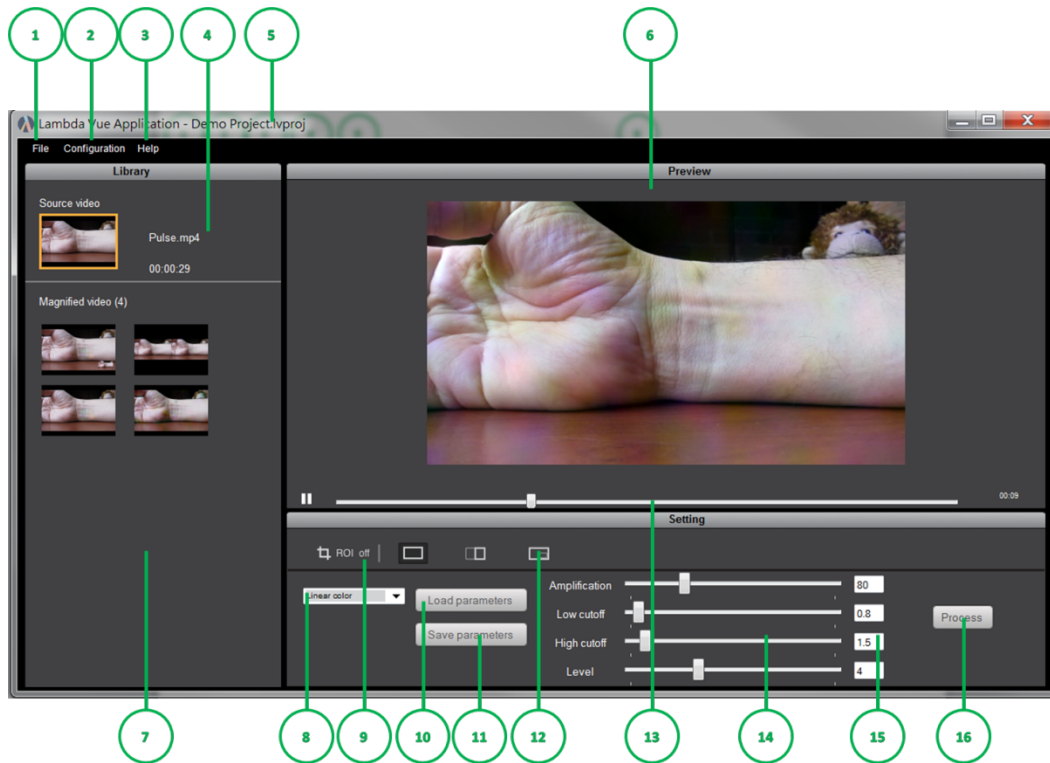 1 2 3 4 5 6
Lambda Vue Application - Demo Project.lvproj
File Configuration Help
Library
Preview
Source video
Pulse.mp4
00:00:29
Magnified video (4)
00:09
Setting
ROI off
Linear color
Load parameters
Save parameters
Amplification 80
Low cutoff 0.8
High cutoff 1.5
Level 4
Process
7 8 9 10 11 12 13 14 15 16